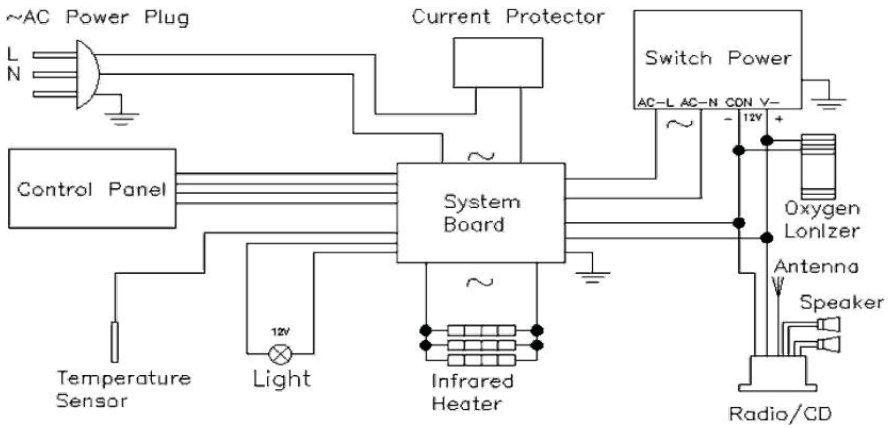 ~AC Power Plug
Current Protector
L
N
Switch Power
AC-L AC-N CON V-
- 12V +
~
~
Control Panel
System
Board
Oxygen
LonIzer
Antenna
~
Speaker
12V
Light
Temperature
Sensor
Infrared
Heater
Radio/CD